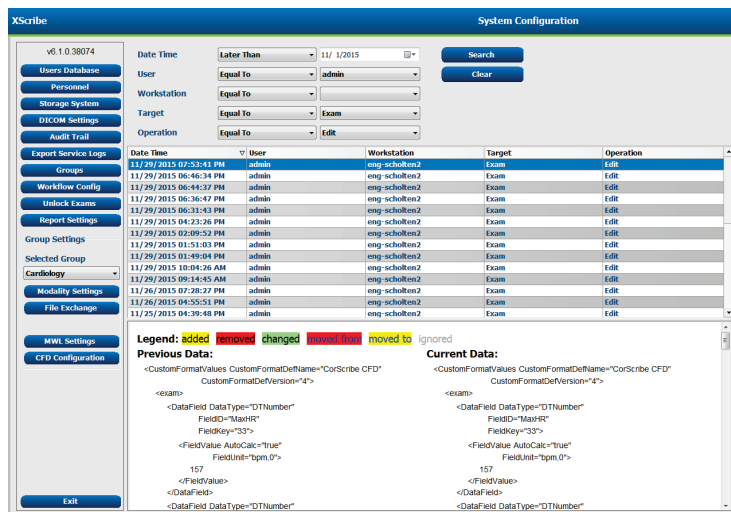 XScribe System Configuration
v6.1.0.38074
Users Database
Personnel
Storage System
DICOM Settings
Audit Trail
Export Service Logs
Groups
Workflow Config
Unlock Exams
Report Settings
Group Settings
Selected Group
Cardiology
Modality Settings
File Exchange
MWL Settings
CFD Configuration
Exit
Date Time Later Than 11/ 1/2015 Search
User Equal To admin Clear
Workstation Equal To
Target Equal To Exam
Operation Equal To Edit
Date Time User Workstation Target Operation
11/29/2015 07:53:41 PM admin eng-scholten2 Exam Edit
11/29/2015 06:46:34 PM admin eng-scholten2 Exam Edit
11/29/2015 06:44:37 PM admin eng-scholten2 Exam Edit
11/29/2015 06:36:47 PM admin eng-scholten2 Exam Edit
11/29/2015 06:31:43 PM admin eng-scholten2 Exam Edit
11/29/2015 04:23:26 PM admin eng-scholten2 Exam Edit
11/29/2015 02:09:52 PM admin eng-scholten2 Exam Edit
11/29/2015 01:51:03 PM admin eng-scholten2 Exam Edit
11/29/2015 01:49:04 PM admin eng-scholten2 Exam Edit
11/29/2015 10:04:26 AM admin eng-scholten2 Exam Edit
11/29/2015 09:14:45 AM admin eng-scholten2 Exam Edit
11/26/2015 07:28:27 PM admin eng-scholten2 Exam Edit
11/26/2015 04:55:51 PM admin eng-scholten2 Exam Edit
11/25/2015 04:39:48 PM admin eng-scholten2 Exam Edit
Legend: added removed changed moved from moved to ignored
Previous Data: Current Data:
<CustomFormatValues CustomFormatDefName="CorScribe CFD" <CustomFormatValues CustomFormatDefName="CorScribe CFD"
CustomFormatDefVersion="4"> CustomFormatDefVersion="4">
<exam> <exam>
<DataField DataType="DTNumber" <DataField DataType="DTNumber"
FieldID="MaxHR" FieldID="MaxHR"
FieldKey="33"> FieldKey="33">
<FieldValue AutoCalc="true" <FieldValue AutoCalc="true"
FieldUnit="bpm,0"> FieldUnit="bpm,0">
157 157
</FieldValue> </FieldValue>
</DataField> </DataField>
<DataField DataType="DTNumber" <DataField DataType="DTNumber"